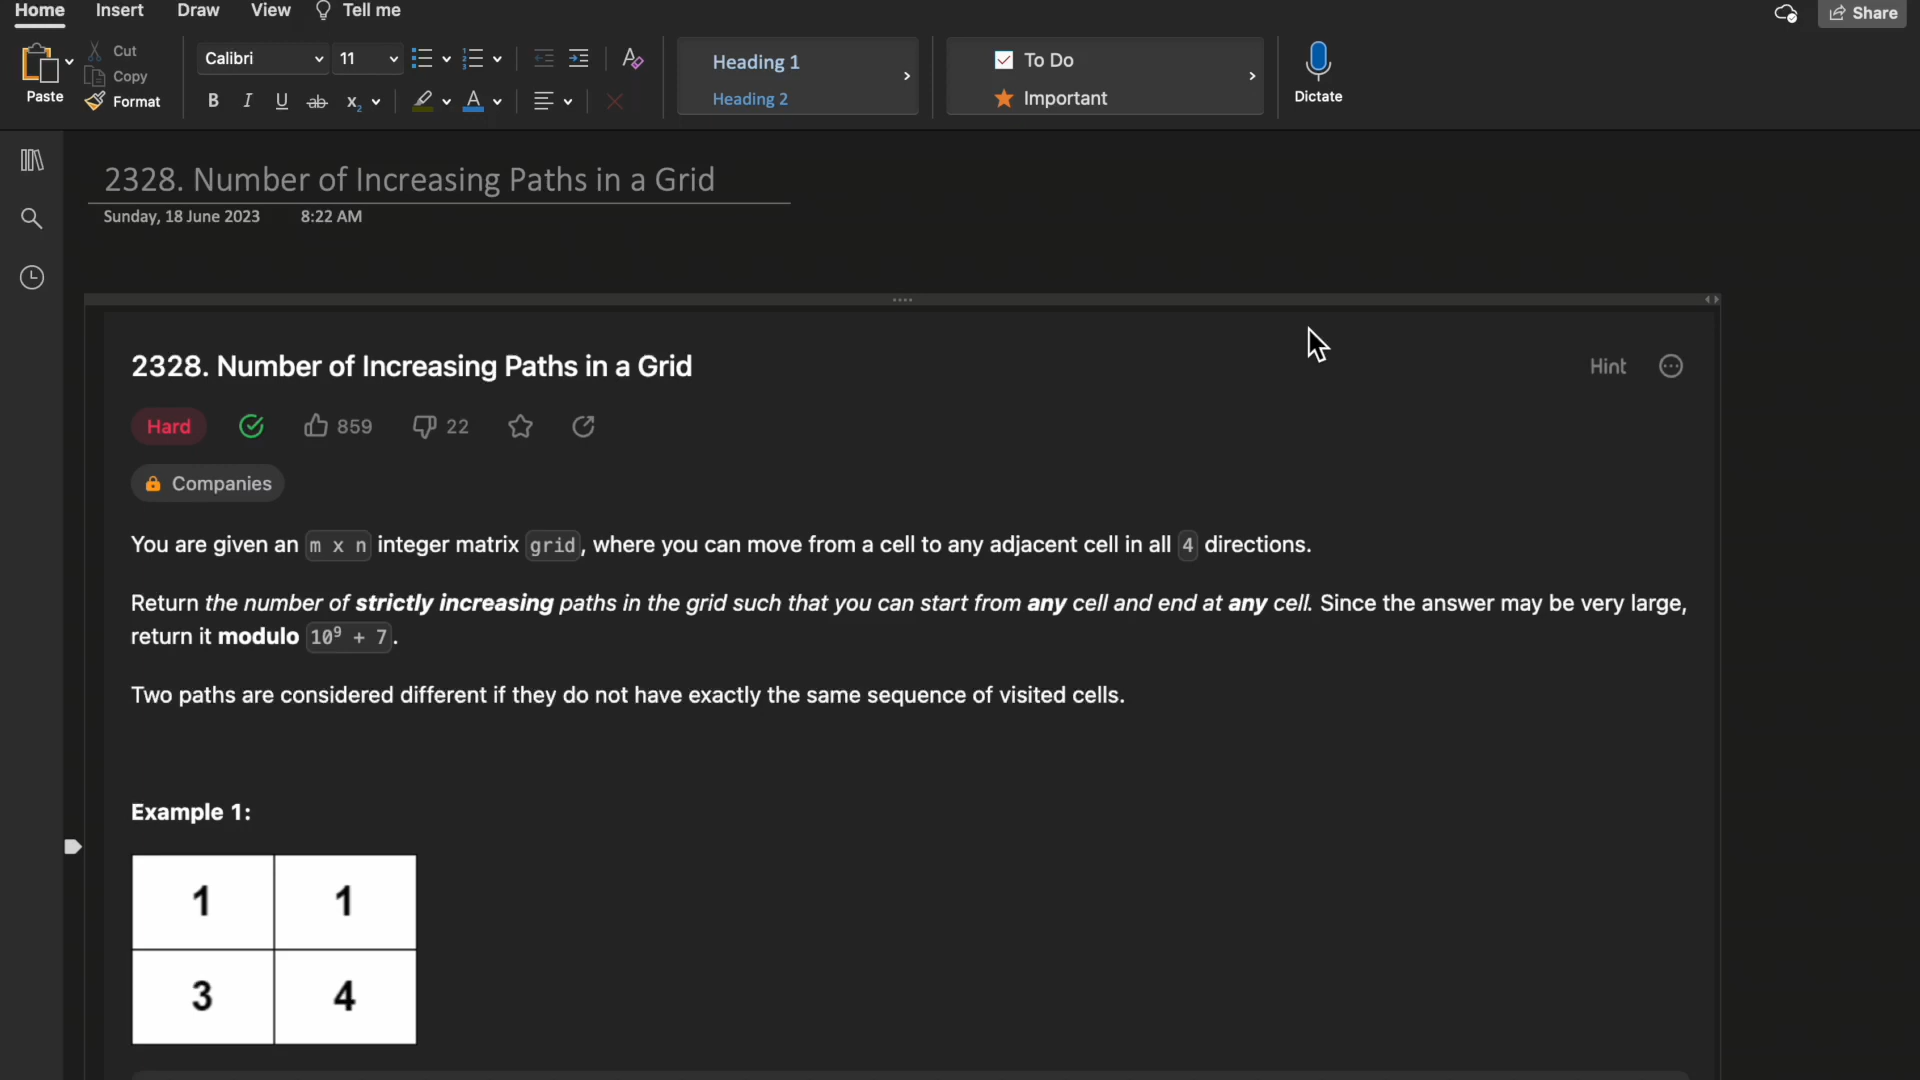 Home Insert Draw View Tell me Share
Paste Cut Copy Format
Calibri 11
B I U ab x₂ A
Heading 1
Heading 2
To Do
Important
Dictate
2328. Number of Increasing Paths in a Grid
Sunday, 18 June 2023 8:22 AM
2328. Number of Increasing Paths in a Grid Hint
Hard 859 22
Companies
You are given an m x n integer matrix grid, where you can move from a cell to any adjacent cell in all 4 directions.
Return the number of strictly increasing paths in the grid such that you can start from any cell and end at any cell. Since the answer may be very large,
return it modulo 10⁹ + 7.
Two paths are considered different if they do not have exactly the same sequence of visited cells.
Example 1:
1 1
3 4